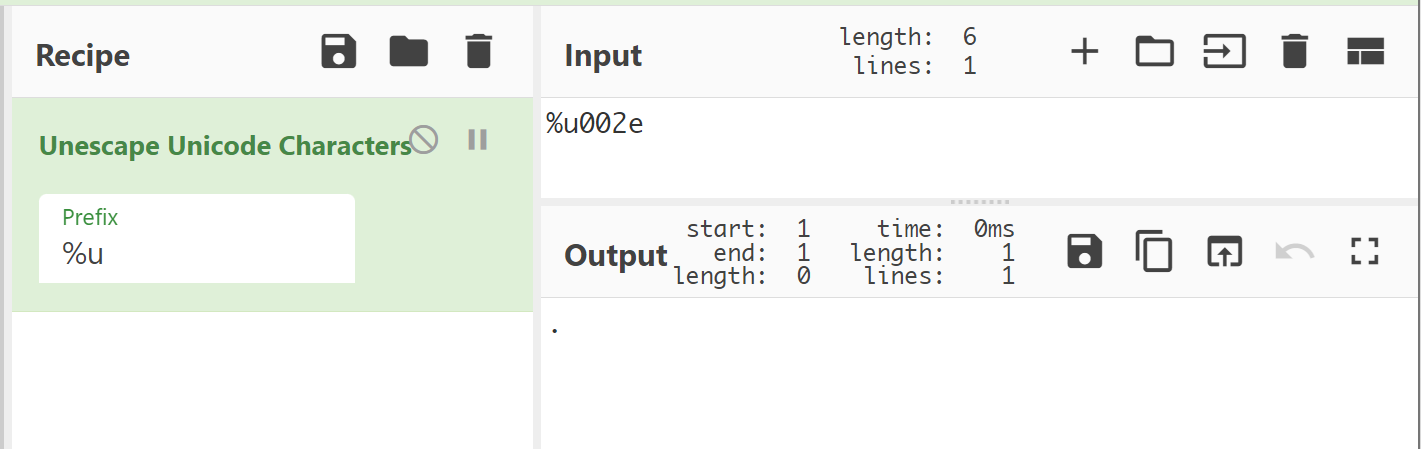 Recipe
Unescape Unicode Characters
Prefix
%u
Input
length: 6
lines: 1
%u002e
Output
start: 1 time: 0ms
end: 1 length: 1
length: 0 lines: 1
.